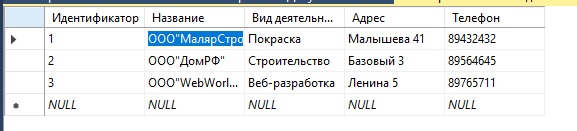 Идентификатор Название Вид деятельн... Адрес Телефон
1 ООО"МалярСтро Покраска Малышева 41 89432432
2 ООО"ДомРФ" Строительство Базовый 3 89564645
3 ООО"WebWorl... Веб-разработка Ленина 5 89765711
NULL NULL NULL NULL NULL